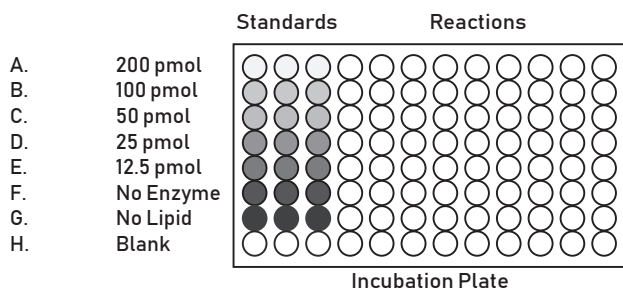 Standards Reactions
A. 200 pmol
B. 100 pmol
C. 50 pmol
D. 25 pmol
E. 12.5 pmol
F. No Enzyme
G. No Lipid
H. Blank
Incubation Plate